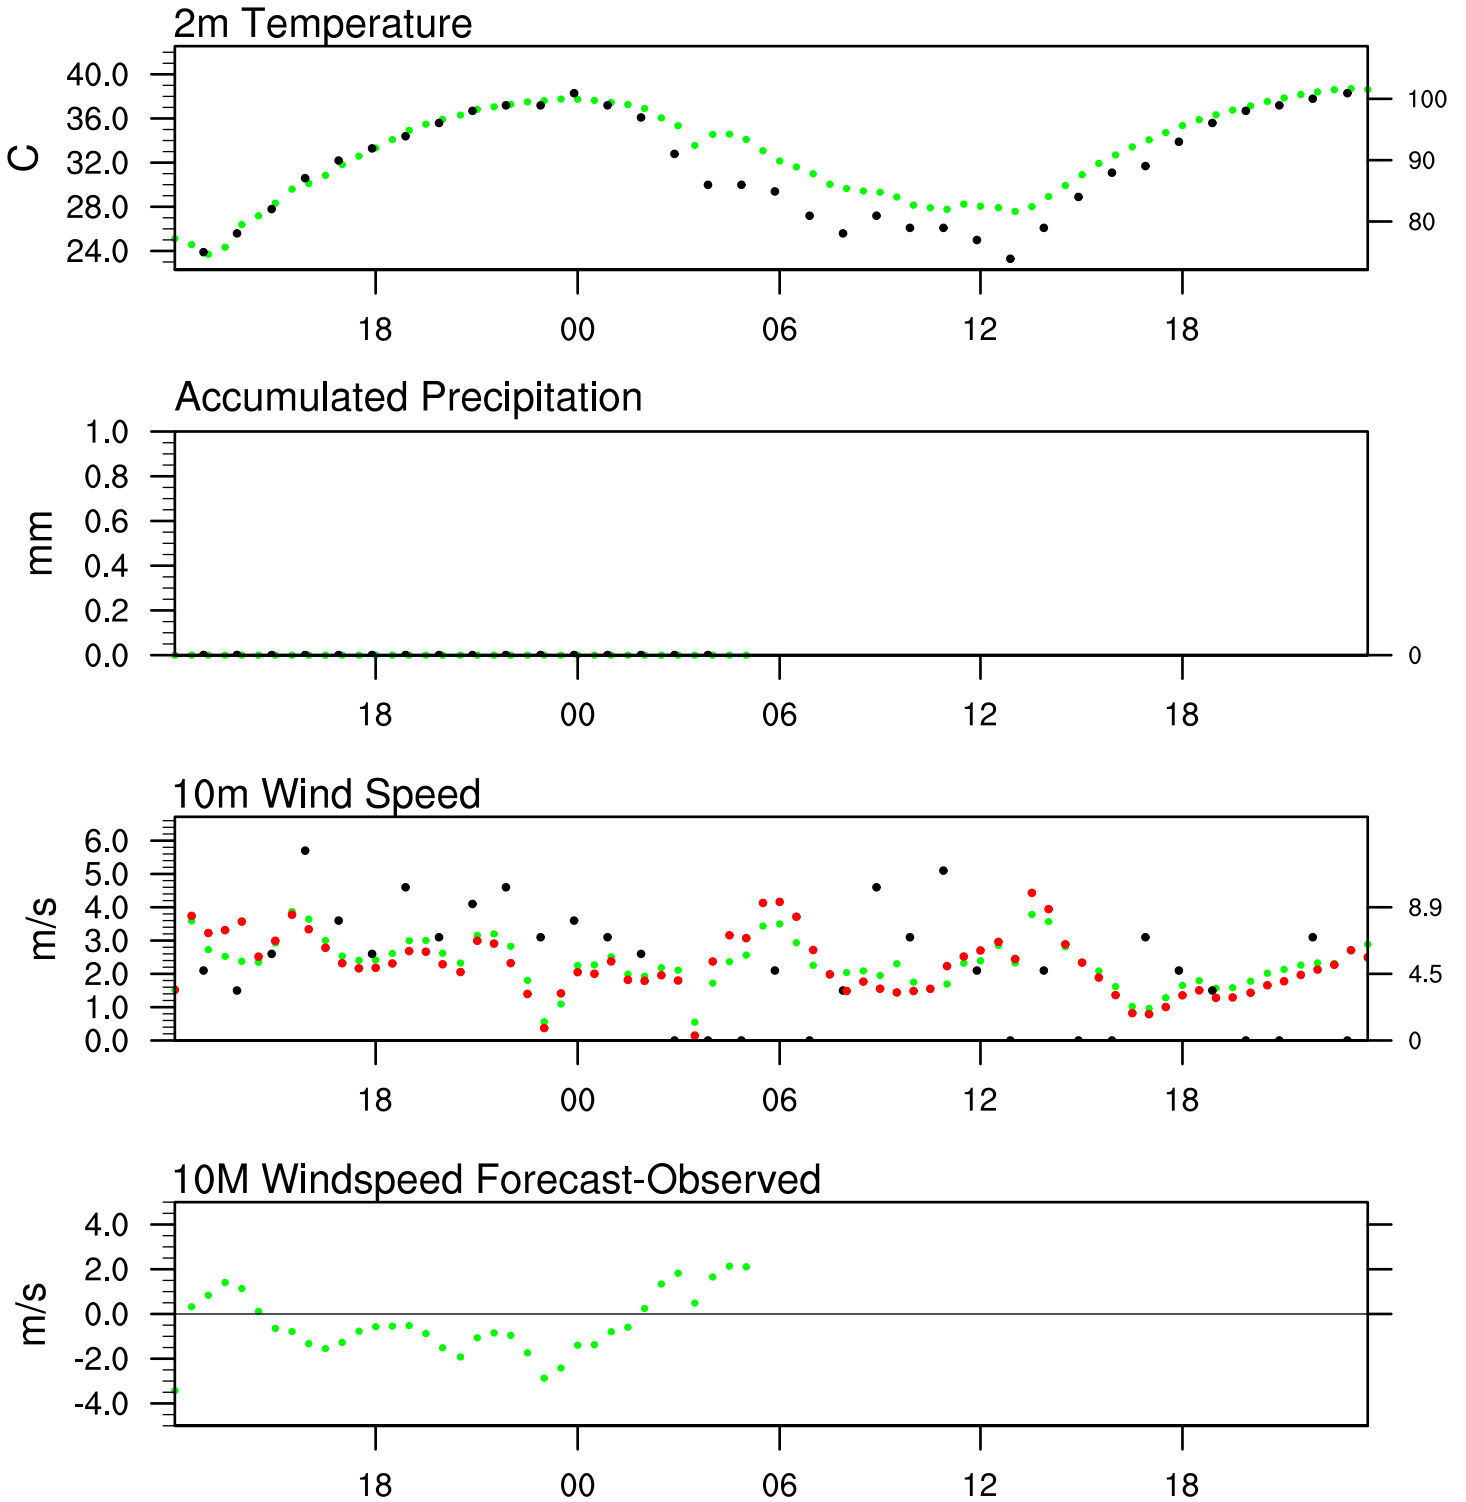 2m Temperature
C
40.0
36.0
32.0
28.0
24.0
100
90
80
18 00 06 12 18
Accumulated Precipitation
mm
1.0
0.8
0.6
0.4
0.2
0.0
0
18 00 06 12 18
10m Wind Speed
m/s
6.0
5.0
4.0
3.0
2.0
1.0
0.0
8.9
4.5
0
18 00 06 12 18
10M Windspeed Forecast-Observed
m/s
4.0
2.0
0.0
-2.0
-4.0
18 00 06 12 18